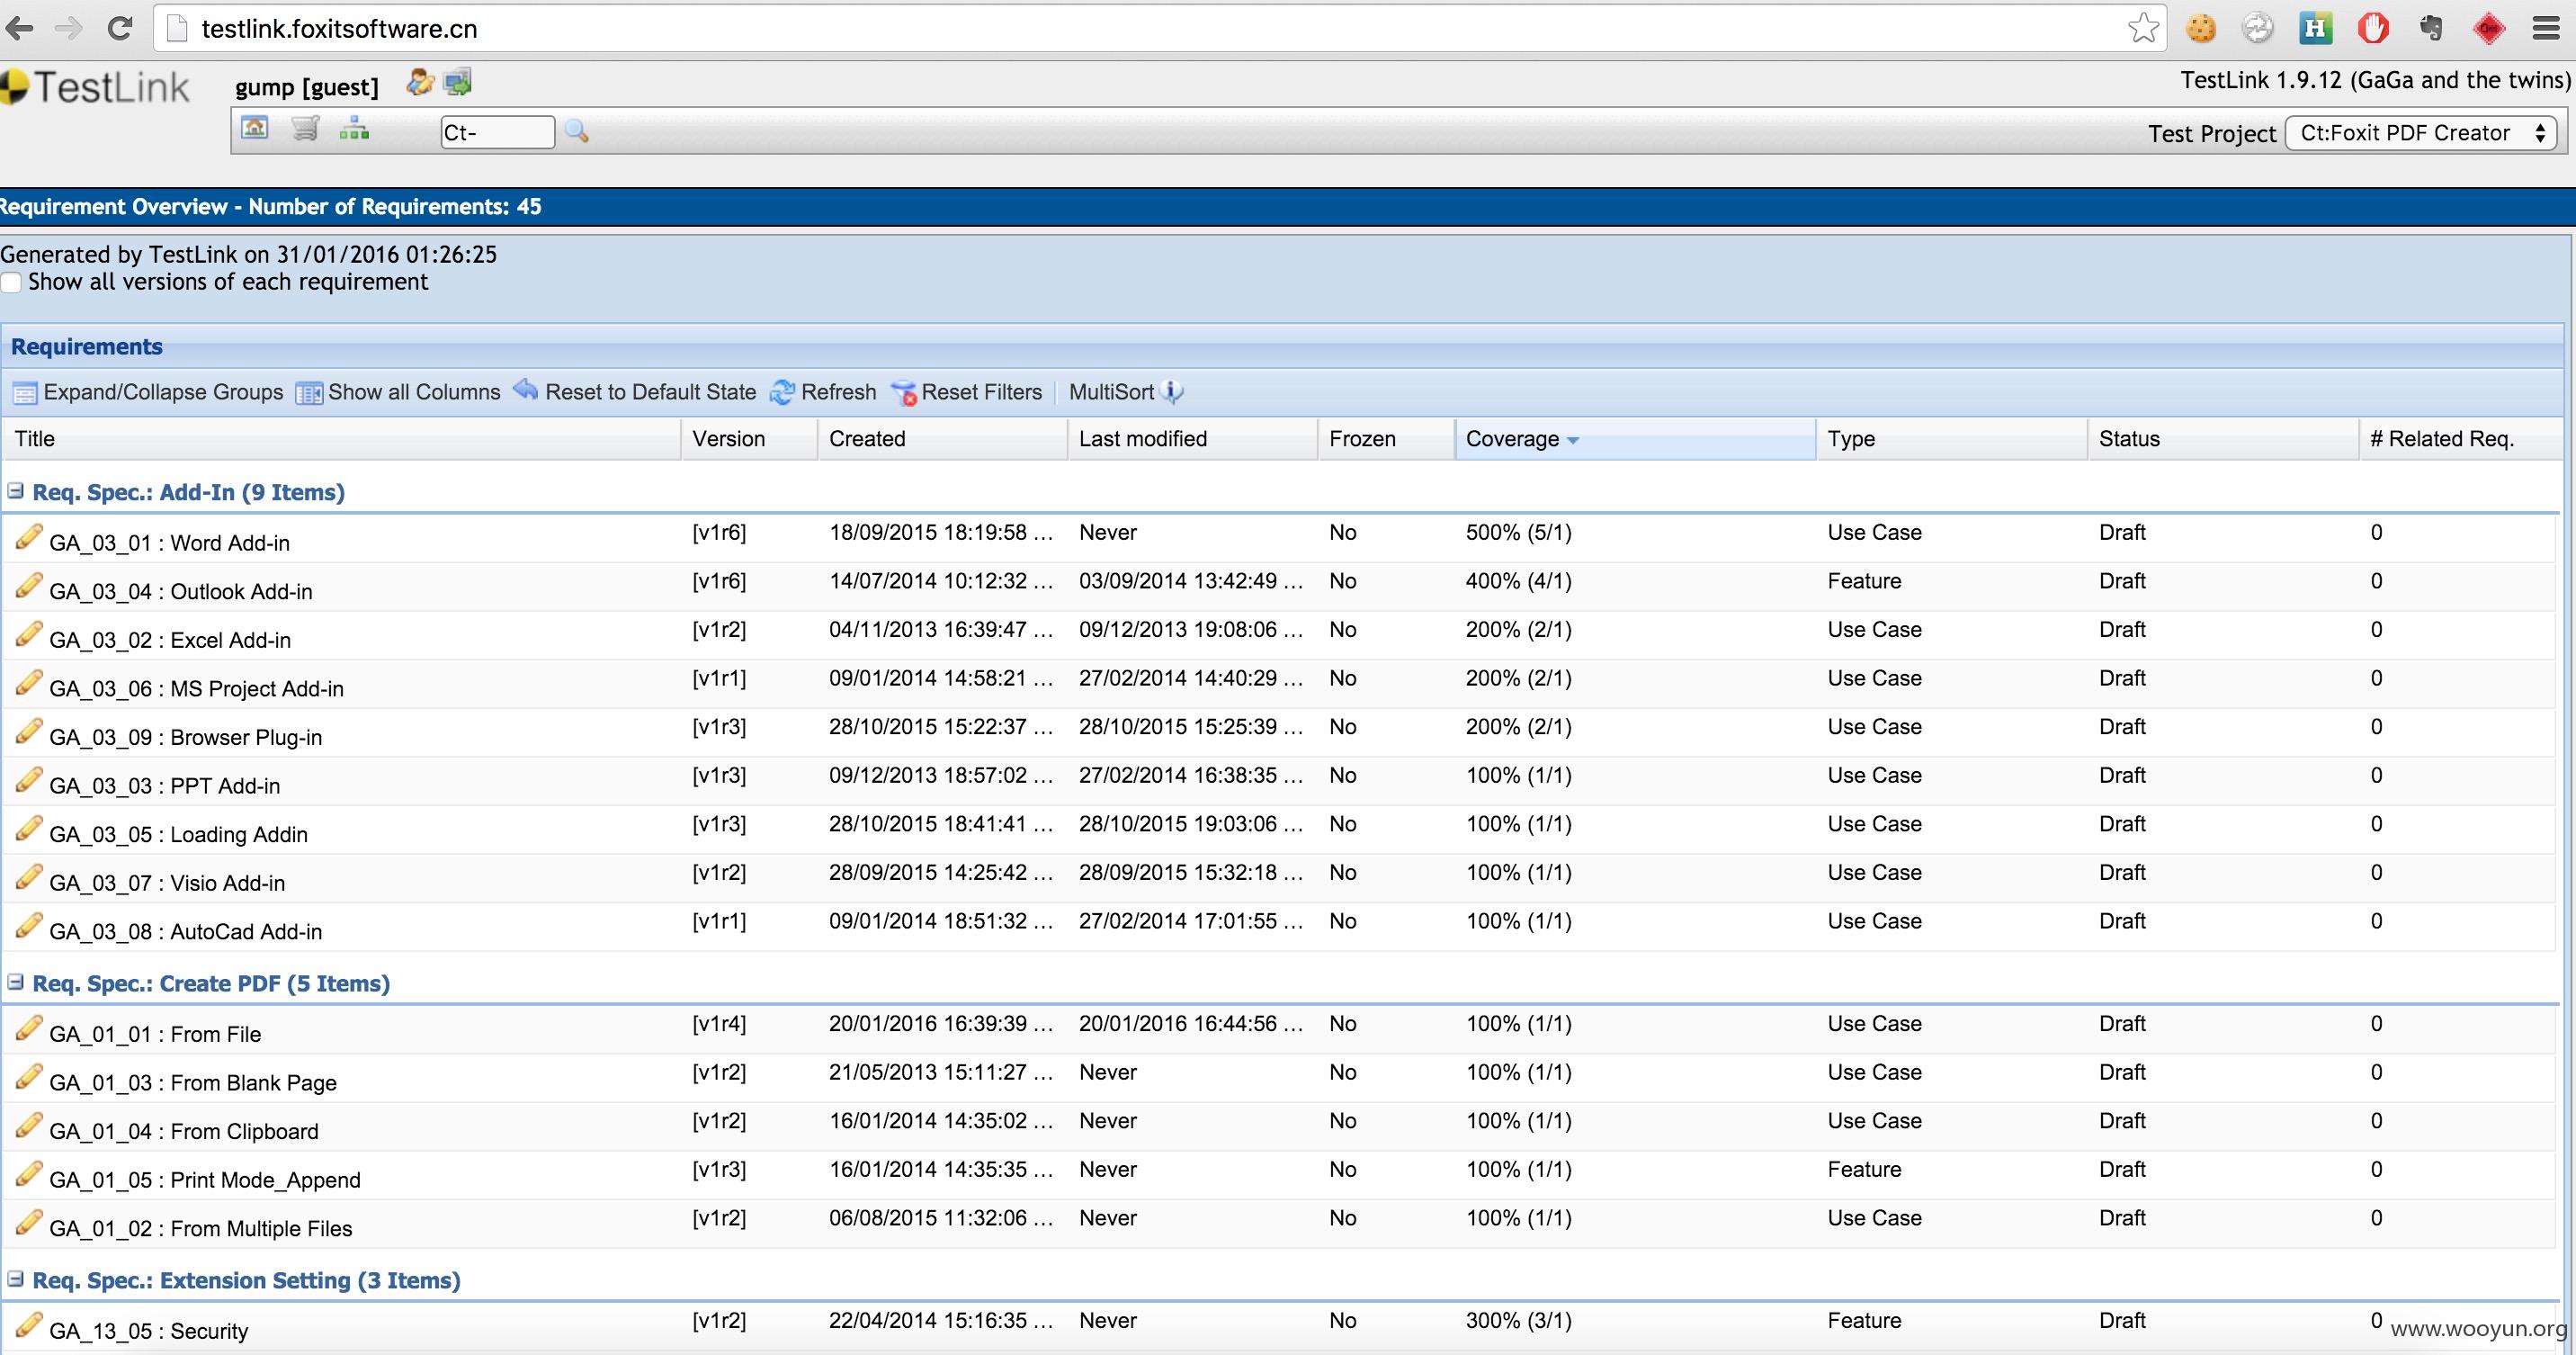 testlink.foxitsoftware.cn
TestLink
gump [guest]
TestLink 1.9.12 (GaGa and the twins)
Ct-
Test Project Ct:Foxit PDF Creator
Requirement Overview - Number of Requirements: 45
Generated by TestLink on 31/01/2016 01:26:25
Show all versions of each requirement
Requirements
Expand/Collapse Groups Show all Columns Reset to Default State Refresh Reset Filters MultiSort
Title Version Created Last modified Frozen Coverage Type Status # Related Req.
Req. Spec.: Add-In (9 Items)
GA_03_01 : Word Add-in [v1r6] 18/09/2015 18:19:58 ... Never No 500% (5/1) Use Case Draft 0
GA_03_04 : Outlook Add-in [v1r6] 14/07/2014 10:12:32 ... 03/09/2014 13:42:49 ... No 400% (4/1) Feature Draft 0
GA_03_02 : Excel Add-in [v1r2] 04/11/2013 16:39:47 ... 09/12/2013 19:08:06 ... No 200% (2/1) Use Case Draft 0
GA_03_06 : MS Project Add-in [v1r1] 09/01/2014 14:58:21 ... 27/02/2014 14:40:29 ... No 200% (2/1) Use Case Draft 0
GA_03_09 : Browser Plug-in [v1r3] 28/10/2015 15:22:37 ... 28/10/2015 15:25:39 ... No 200% (2/1) Use Case Draft 0
GA_03_03 : PPT Add-in [v1r3] 09/12/2013 18:57:02 ... 27/02/2014 16:38:35 ... No 100% (1/1) Use Case Draft 0
GA_03_05 : Loading Addin [v1r3] 28/10/2015 18:41:41 ... 28/10/2015 19:03:06 ... No 100% (1/1) Use Case Draft 0
GA_03_07 : Visio Add-in [v1r2] 28/09/2015 14:25:42 ... 28/09/2015 15:32:18 ... No 100% (1/1) Use Case Draft 0
GA_03_08 : AutoCad Add-in [v1r1] 09/01/2014 18:51:32 ... 27/02/2014 17:01:55 ... No 100% (1/1) Use Case Draft 0
Req. Spec.: Create PDF (5 Items)
GA_01_01 : From File [v1r4] 20/01/2016 16:39:39 ... 20/01/2016 16:44:56 ... No 100% (1/1) Use Case Draft 0
GA_01_03 : From Blank Page [v1r2] 21/05/2013 15:11:27 ... Never No 100% (1/1) Use Case Draft 0
GA_01_04 : From Clipboard [v1r2] 16/01/2014 14:35:02 ... Never No 100% (1/1) Use Case Draft 0
GA_01_05 : Print Mode_Append [v1r3] 16/01/2014 14:35:35 ... Never No 100% (1/1) Feature Draft 0
GA_01_02 : From Multiple Files [v1r2] 06/08/2015 11:32:06 ... Never No 100% (1/1) Use Case Draft 0
Req. Spec.: Extension Setting (3 Items)
GA_13_05 : Security [v1r2] 22/04/2014 15:16:35 ... Never No 300% (3/1) Feature Draft 0
www.wooyun.org